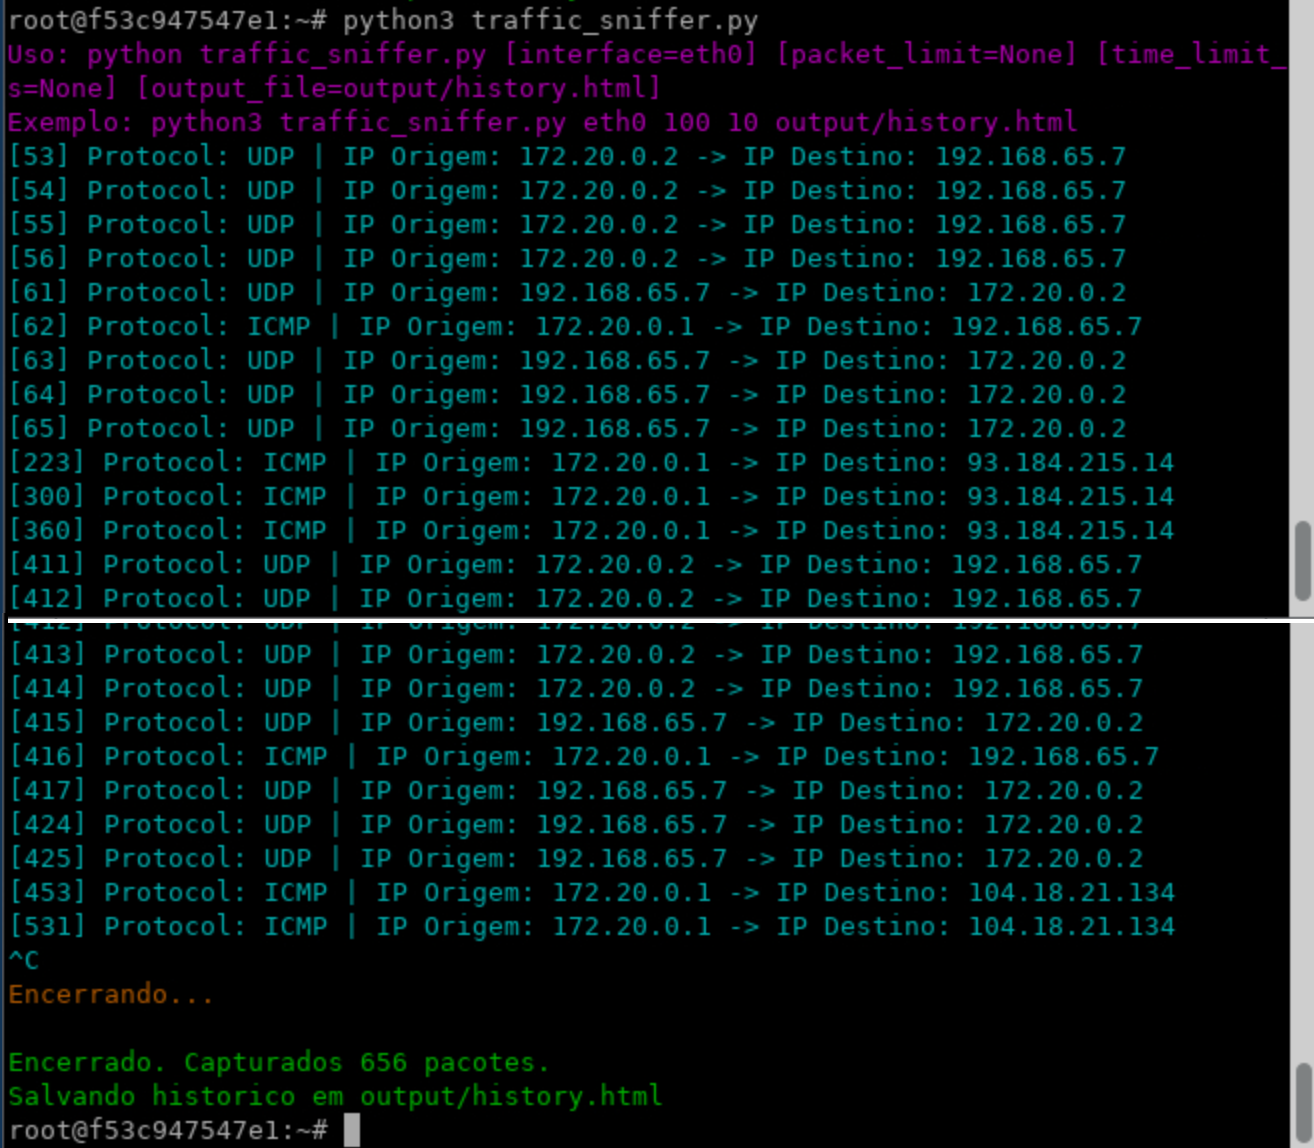 root@f53c947547e1:~# python3 traffic_sniffer.py
Uso: python traffic_sniffer.py [interface=eth0] [packet_limit=None] [time_limit_
s=None] [output_file=output/history.html]
Exemplo: python3 traffic_sniffer.py eth0 100 10 output/history.html
[53] Protocol: UDP | IP Origem: 172.20.0.2 -> IP Destino: 192.168.65.7
[54] Protocol: UDP | IP Origem: 172.20.0.2 -> IP Destino: 192.168.65.7
[55] Protocol: UDP | IP Origem: 172.20.0.2 -> IP Destino: 192.168.65.7
[56] Protocol: UDP | IP Origem: 172.20.0.2 -> IP Destino: 192.168.65.7
[61] Protocol: UDP | IP Origem: 192.168.65.7 -> IP Destino: 172.20.0.2
[62] Protocol: ICMP | IP Origem: 172.20.0.1 -> IP Destino: 192.168.65.7
[63] Protocol: UDP | IP Origem: 192.168.65.7 -> IP Destino: 172.20.0.2
[64] Protocol: UDP | IP Origem: 192.168.65.7 -> IP Destino: 172.20.0.2
[65] Protocol: UDP | IP Origem: 192.168.65.7 -> IP Destino: 172.20.0.2
[223] Protocol: ICMP | IP Origem: 172.20.0.1 -> IP Destino: 93.184.215.14
[300] Protocol: ICMP | IP Origem: 172.20.0.1 -> IP Destino: 93.184.215.14
[360] Protocol: ICMP | IP Origem: 172.20.0.1 -> IP Destino: 93.184.215.14
[411] Protocol: UDP | IP Origem: 172.20.0.2 -> IP Destino: 192.168.65.7
[412] Protocol: UDP | IP Origem: 172.20.0.2 -> IP Destino: 192.168.65.7
[412] Protocol: UDP | IP Origem: 172.20.0.2 -> IP Destino: 192.168.65.7
[413] Protocol: UDP | IP Origem: 172.20.0.2 -> IP Destino: 192.168.65.7
[414] Protocol: UDP | IP Origem: 172.20.0.2 -> IP Destino: 192.168.65.7
[415] Protocol: UDP | IP Origem: 192.168.65.7 -> IP Destino: 172.20.0.2
[416] Protocol: ICMP | IP Origem: 172.20.0.1 -> IP Destino: 192.168.65.7
[417] Protocol: UDP | IP Origem: 192.168.65.7 -> IP Destino: 172.20.0.2
[424] Protocol: UDP | IP Origem: 192.168.65.7 -> IP Destino: 172.20.0.2
[425] Protocol: UDP | IP Origem: 192.168.65.7 -> IP Destino: 172.20.0.2
[453] Protocol: ICMP | IP Origem: 172.20.0.1 -> IP Destino: 104.18.21.134
[531] Protocol: ICMP | IP Origem: 172.20.0.1 -> IP Destino: 104.18.21.134
^C
Encerrando...
Encerrado. Capturados 656 pacotes.
Salvando historico em output/history.html
root@f53c947547e1:~#